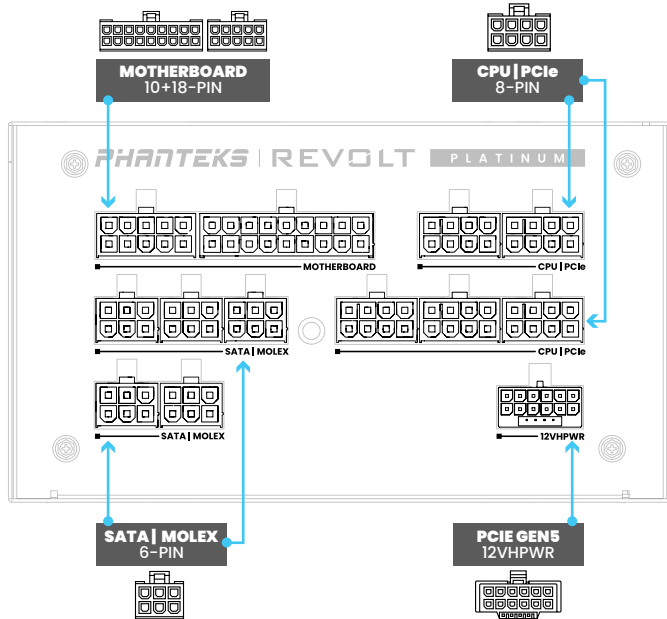 MOTHERBOARD
10+18-PIN
CPU|PCIe
8-PIN
PHANTEKS | REVOLT PLATINUM
MOTHERBOARD
CPU | PCIe
SATA | MOLEX
CPU | PCIe
SATA | MOLEX
12VHPWR
SATA| MOLEX
6-PIN
PCIE GEN5
12VHPWR